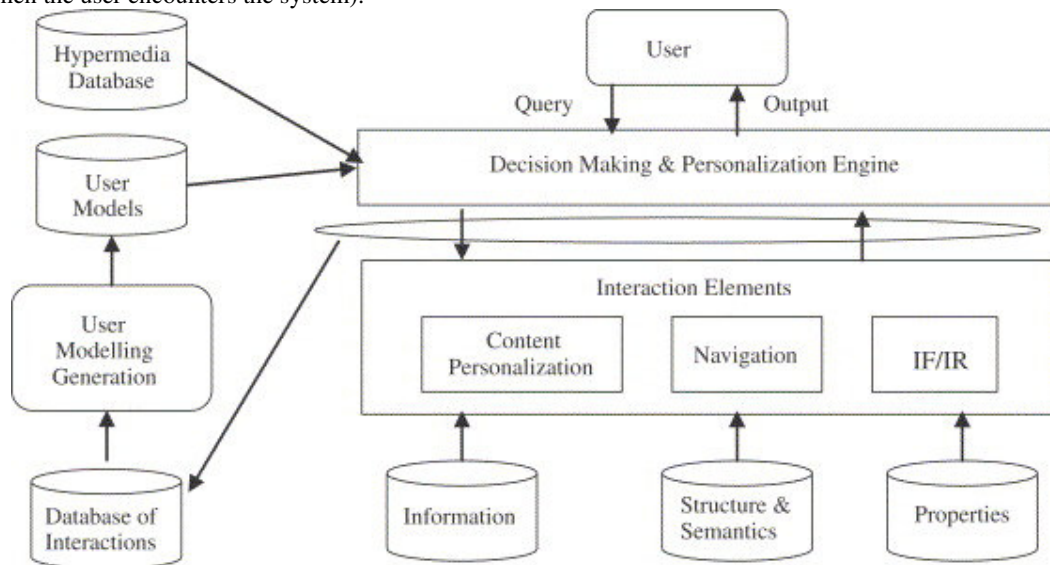 the user encounters the system).
Hypermedia
Database
User
Query
Output
Decision Making & Personalization Engine
User
Models
Interaction Elements
User
Modelling
Generation
Content
Personalization
Navigation
IF/IR
Database of
Interactions
Information
Structure &
Semantics
Properties